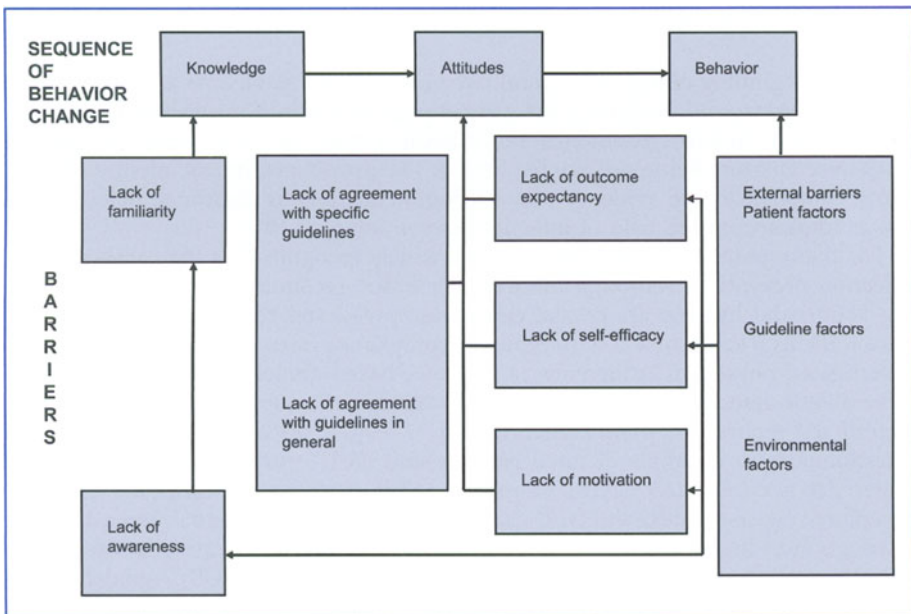 SEQUENCE
OF
BEHAVIOR
CHANGE
Knowledge
Attitudes
Behavior
B
A
R
R
I
E
R
S
Lack of
familiarity
Lack of
awareness
Lack of agreement
with specific
guidelines
Lack of agreement
with guidelines in
general
Lack of outcome
expectancy
Lack of self-efficacy
Lack of motivation
External barriers
Patient factors
Guideline factors
Environmental
factors